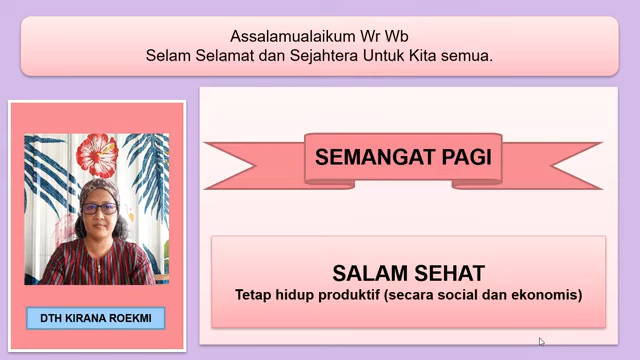 Assalamualaikum Wr Wb
Selam Selamat dan Sejahtera Untuk Kita semua.
SEMANGAT PAGI
SALAM SEHAT
Tetap hidup produktif (secara social dan ekonomis)
DTH KIRANA ROEKMI